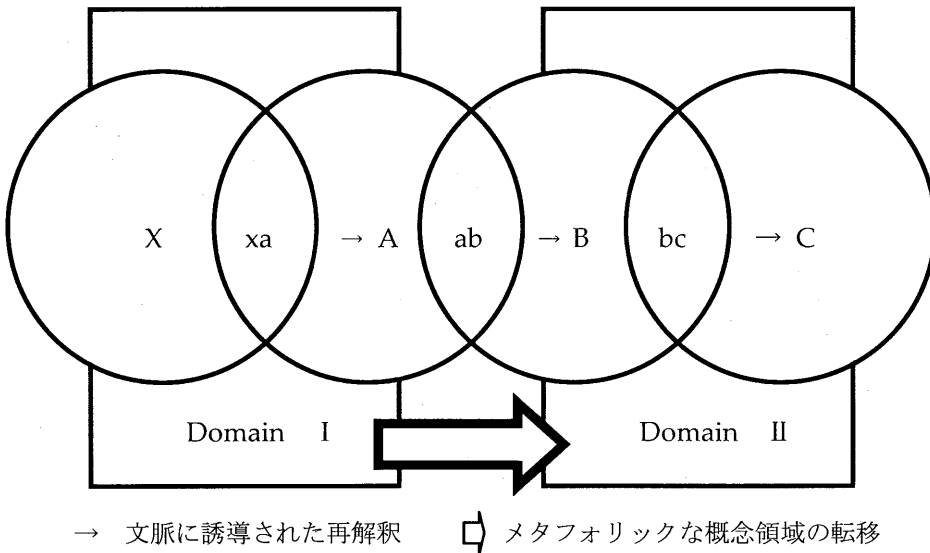 X xa → A ab → B bc → C
Domain I Domain II
→ 文脈に誘導された再解釈 ⇨ メタフォリックな概念領域の転移